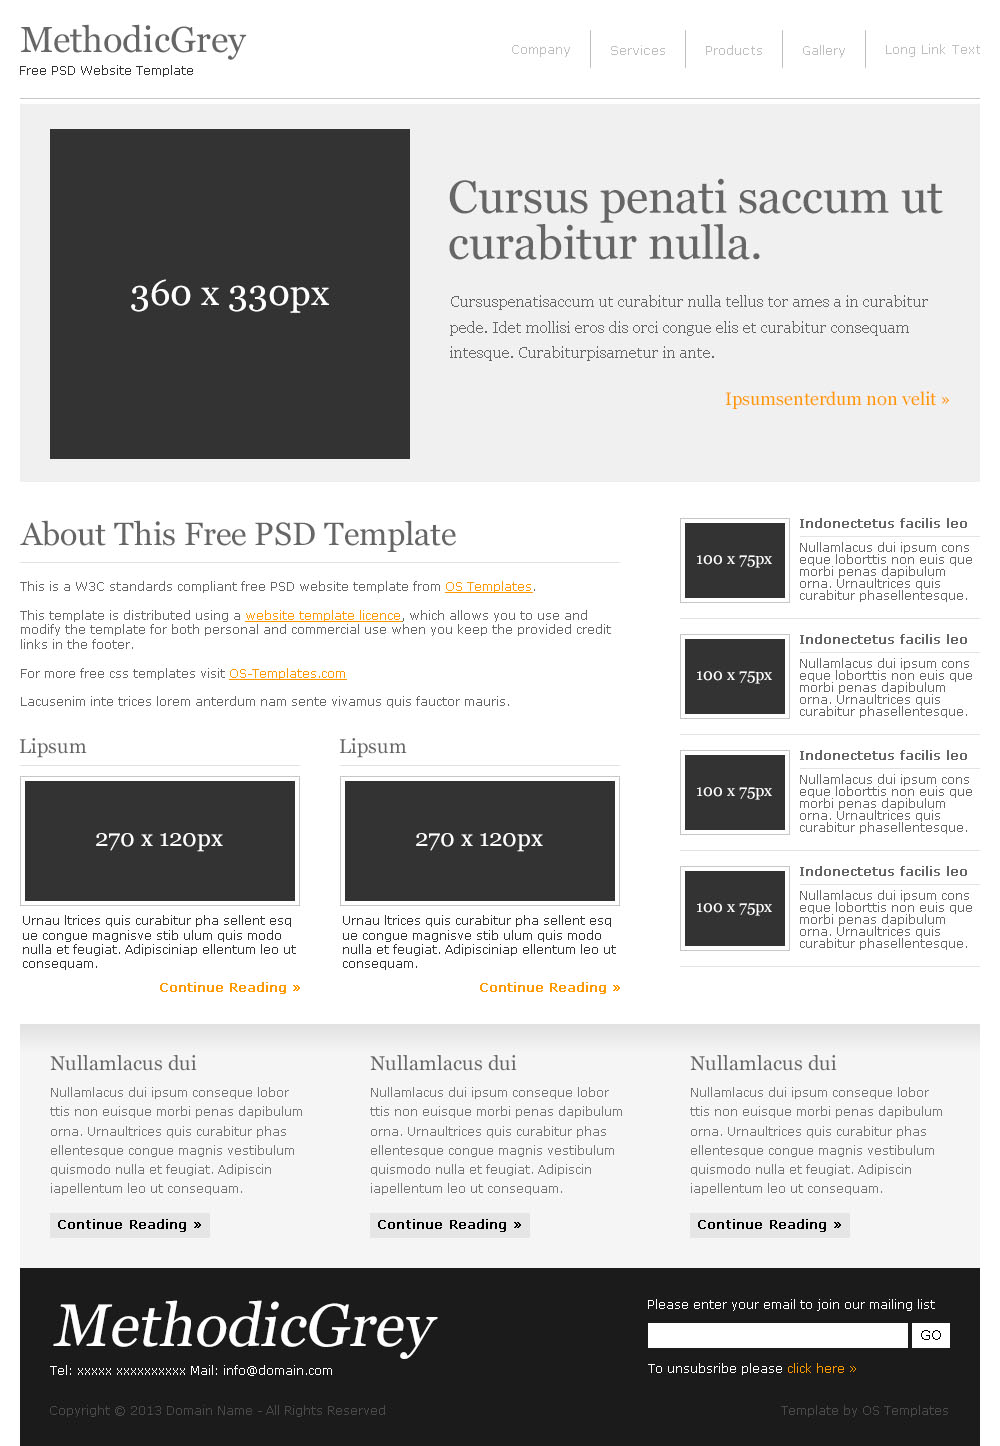 MethodicGrey
Free PSD Website Template
Company
Services
Products
Gallery
Long Link Text
360 x 330px
Cursus penati saccum ut
curabitur nulla.
Cursuspenatisaccum ut curabitur nulla tellus tor ames a in curabitur
pede. Idet mollisi eros dis orci congue elis et curabitur consequam
intesque. Curabiturpisametur in ante.
Ipsumsenterdum non velit »
About This Free PSD Template
This is a W3C standards compliant free PSD website template from OS Templates.
This template is distributed using a website template licence, which allows you to use and
modify the template for both personal and commercial use when you keep the provided credit
links in the footer.
For more free css templates visit OS-Templates.com
Lacusenim inte trices lorem anterdum nam sente vivamus quis fauctor mauris.
Lipsum
270 x 120px
Urnau ltrices quis curabitur pha sellent esq
ue congue magnisve stib ulum quis modo
nulla et feugiat. Adipisciniap ellentum leo ut
consequam.
Continue Reading »
Lipsum
270 x 120px
Urnau ltrices quis curabitur pha sellent esq
ue congue magnisve stib ulum quis modo
nulla et feugiat. Adipisciniap ellentum leo ut
consequam.
Continue Reading »
100 x 75px
Indonectetus facilis leo
Nullamlacus dui ipsum cons
eque loborttis non euis que
morbi penas dapibulum
orna. Urnaultrices quis
curabitur phasellentesque.
100 x 75px
Indonectetus facilis leo
Nullamlacus dui ipsum cons
eque loborttis non euis que
morbi penas dapibulum
orna. Urnaultrices quis
curabitur phasellentesque.
100 x 75px
Indonectetus facilis leo
Nullamlacus dui ipsum cons
eque loborttis non euis que
morbi penas dapibulum
orna. Urnaultrices quis
curabitur phasellentesque.
100 x 75px
Indonectetus facilis leo
Nullamlacus dui ipsum cons
eque loborttis non euis que
morbi penas dapibulum
orna. Urnaultrices quis
curabitur phasellentesque.
Nullamlacus dui
Nullamlacus dui ipsum conseque lobor
ttis non euisque morbi penas dapibulum
orna. Urnaultrices quis curabitur phas
ellentesque congue magnis vestibulum
quismodo nulla et feugiat. Adipiscin
iapellentum leo ut consequam.
Continue Reading »
Nullamlacus dui
Nullamlacus dui ipsum conseque lobor
ttis non euisque morbi penas dapibulum
orna. Urnaultrices quis curabitur phas
ellentesque congue magnis vestibulum
quismodo nulla et feugiat. Adipiscin
iapellentum leo ut consequam.
Continue Reading »
Nullamlacus dui
Nullamlacus dui ipsum conseque lobor
ttis non euisque morbi penas dapibulum
orna. Urnaultrices quis curabitur phas
ellentesque congue magnis vestibulum
quismodo nulla et feugiat. Adipiscin
iapellentum leo ut consequam.
Continue Reading »
MethodicGrey
Tel: xxxxx xxxxxxxxxx Mail: info@domain.com
Please enter your email to join our mailing list
GO
To unsubsribe please click here »
Copyright © 2013 Domain Name - All Rights Reserved
Template by OS Templates